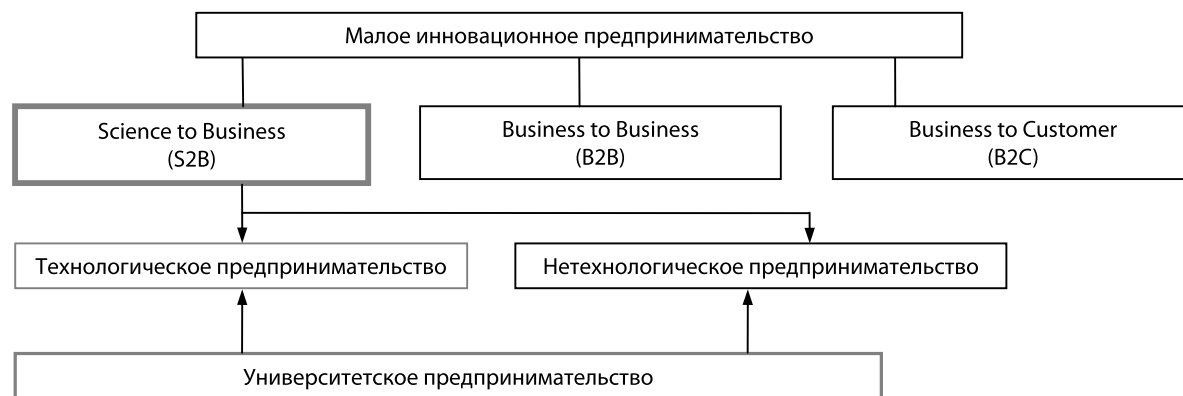 Малое инновационное предпринимательство
Science to Business
(S2B)
Business to Business
(B2B)
Business to Customer
(B2C)
Технологическое предпринимательство
Нетехнологическое предпринимательство
Университетское предпринимательство